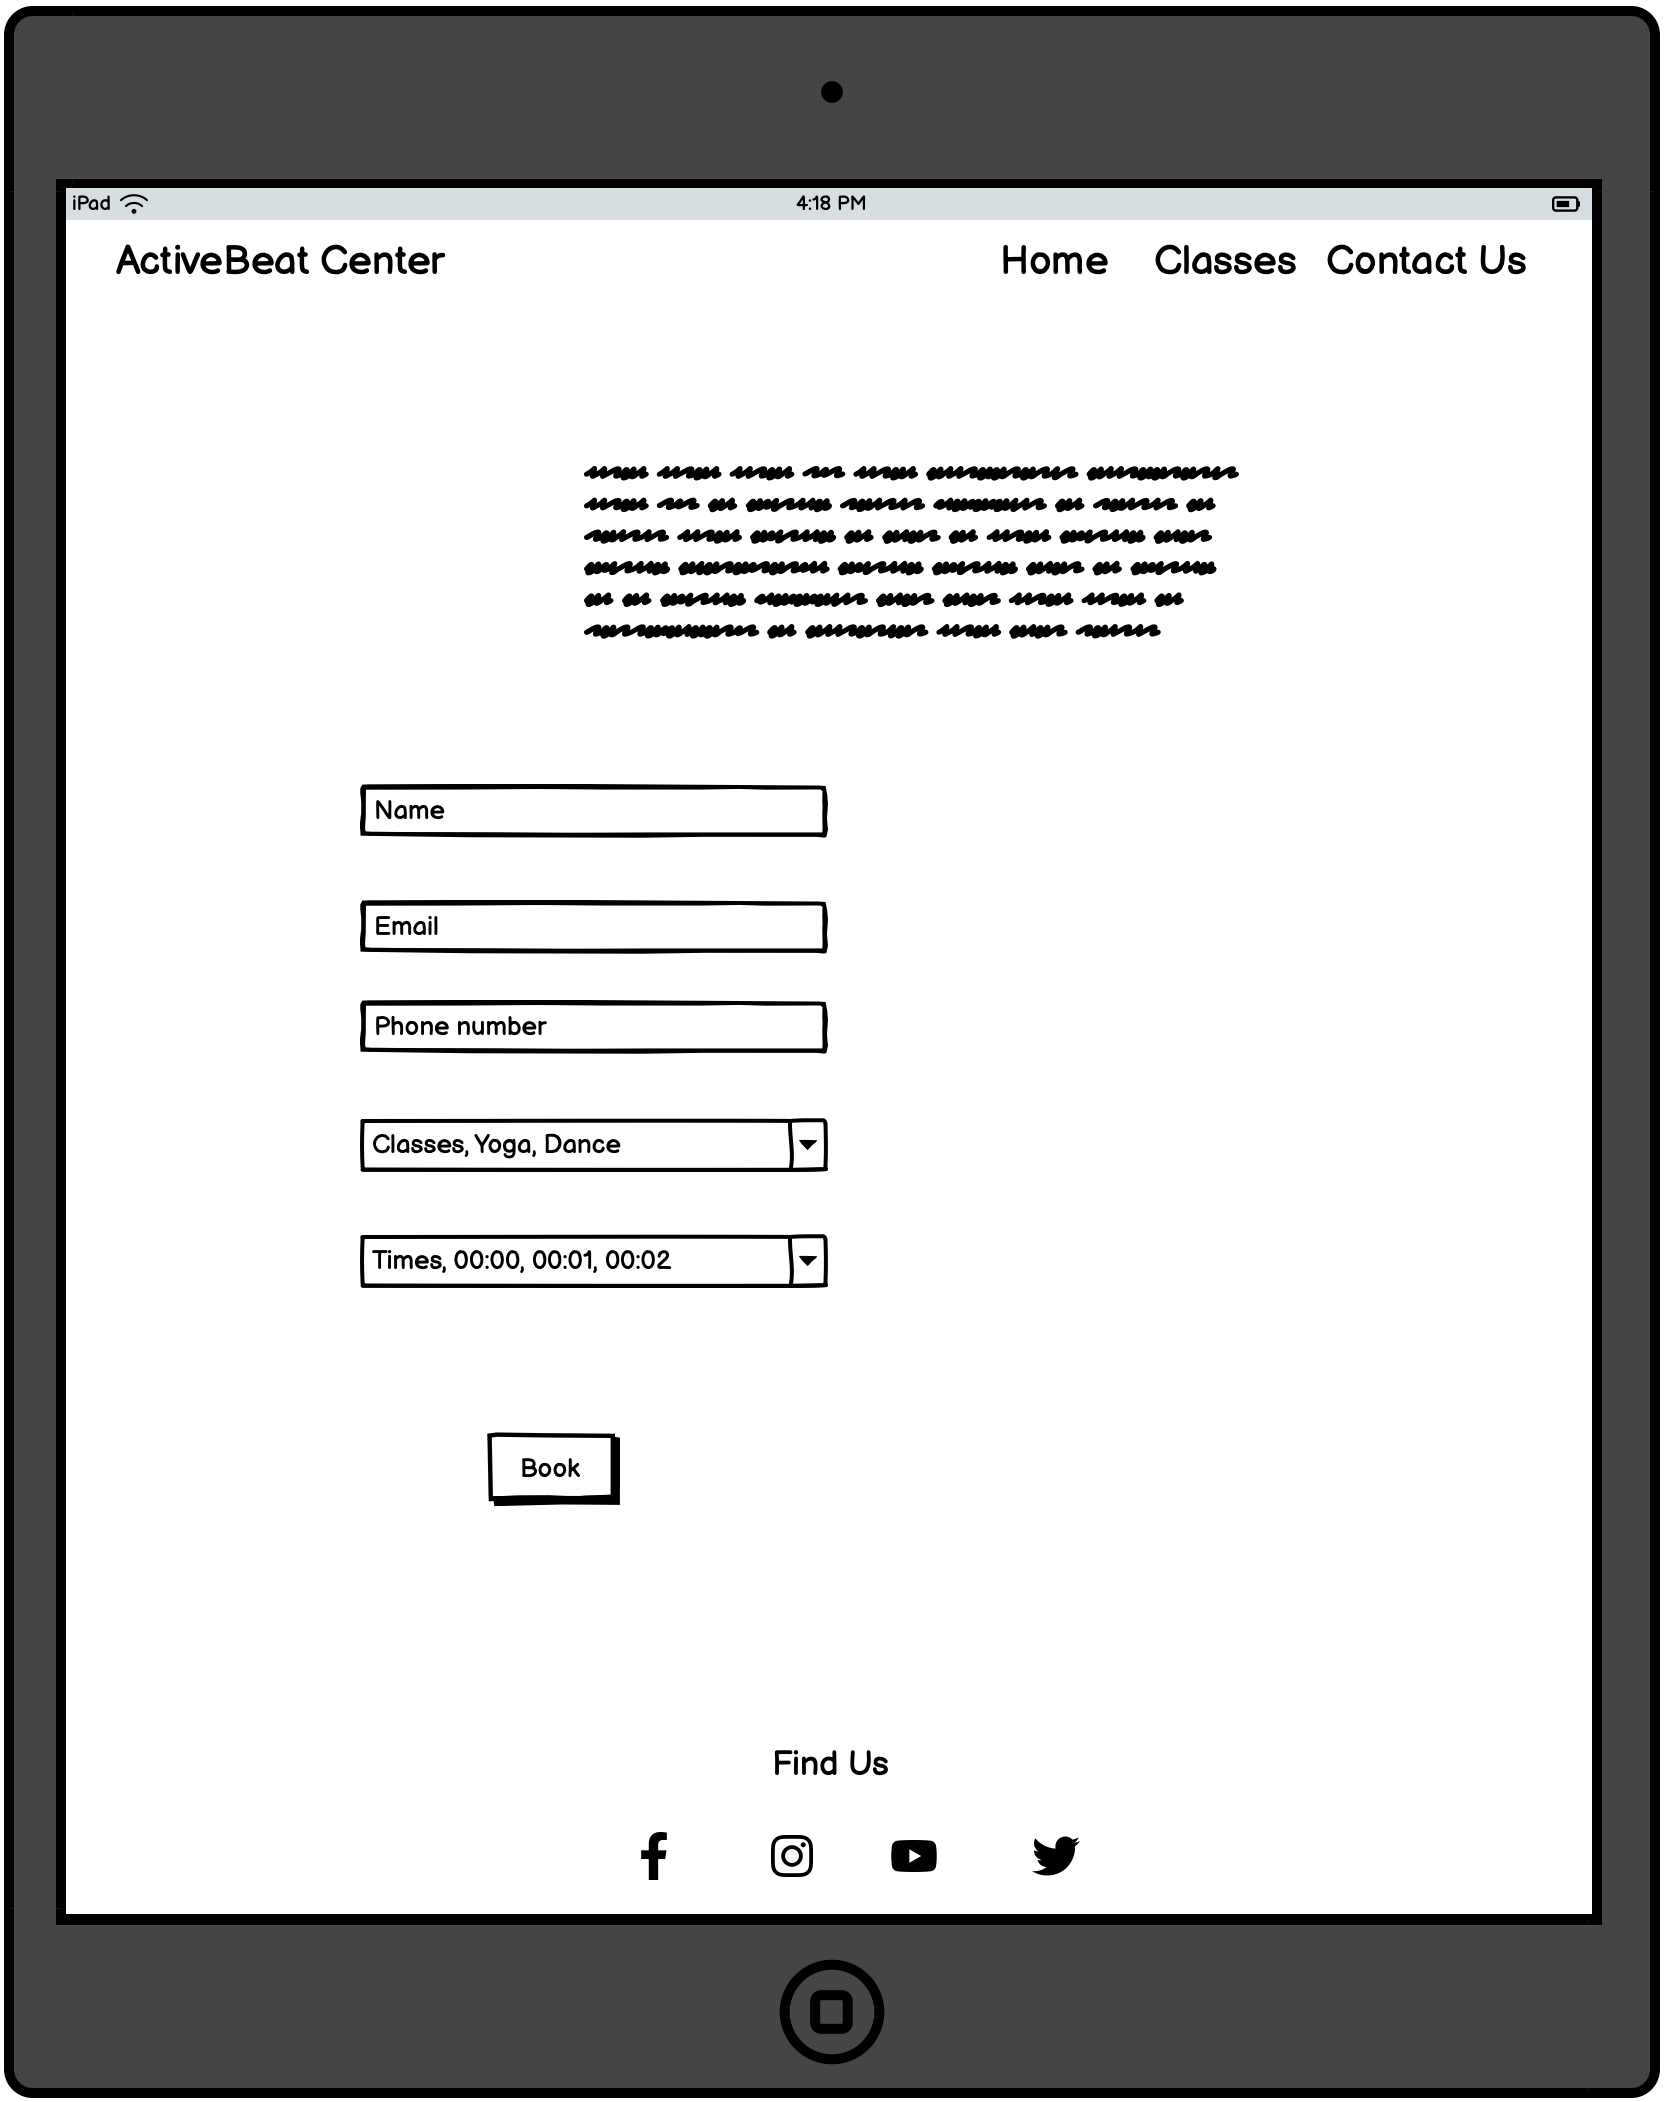 iPad 4:18 PM
ActiveBeat Center Home Classes Contact Us
Name
Email
Phone number
Classes, Yoga, Dance
Times, 00:00, 00:01, 00:02
Book
Find Us